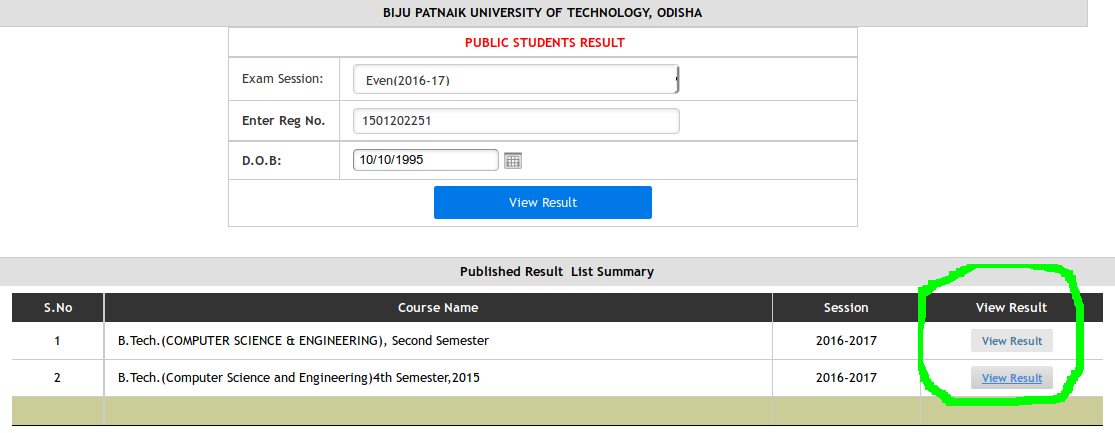 BIJU PATNAIK UNIVERSITY OF TECHNOLOGY, ODISHA
PUBLIC STUDENTS RESULT
Exam Session: Even(2016-17)
Enter Reg No. 1501202251
D.O.B: 10/10/1995
View Result
Published Result List Summary
S.No Course Name Session View Result
1 B.Tech.(COMPUTER SCIENCE & ENGINEERING), Second Semester 2016-2017 View Result
2 B.Tech.(Computer Science and Engineering)4th Semester,2015 2016-2017 View Result